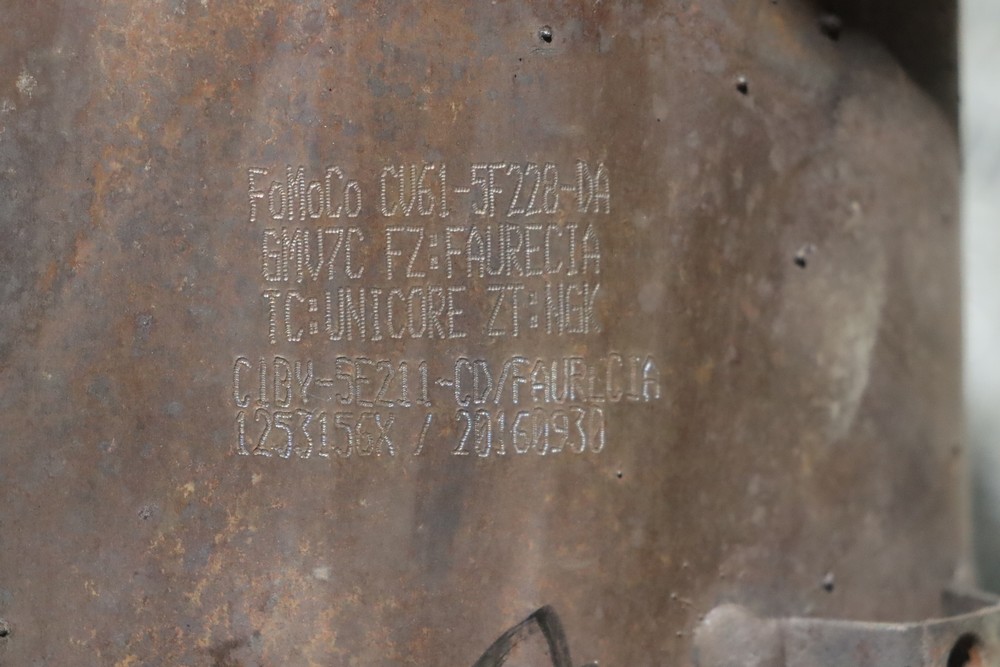 FoMoCo CV61-5F228-DA
GMV7C FZ:FAURECIA
TC:UNICORE ZT:NGK
C1BY-5E211-CD/FAURECIA
1253156X / 20160930